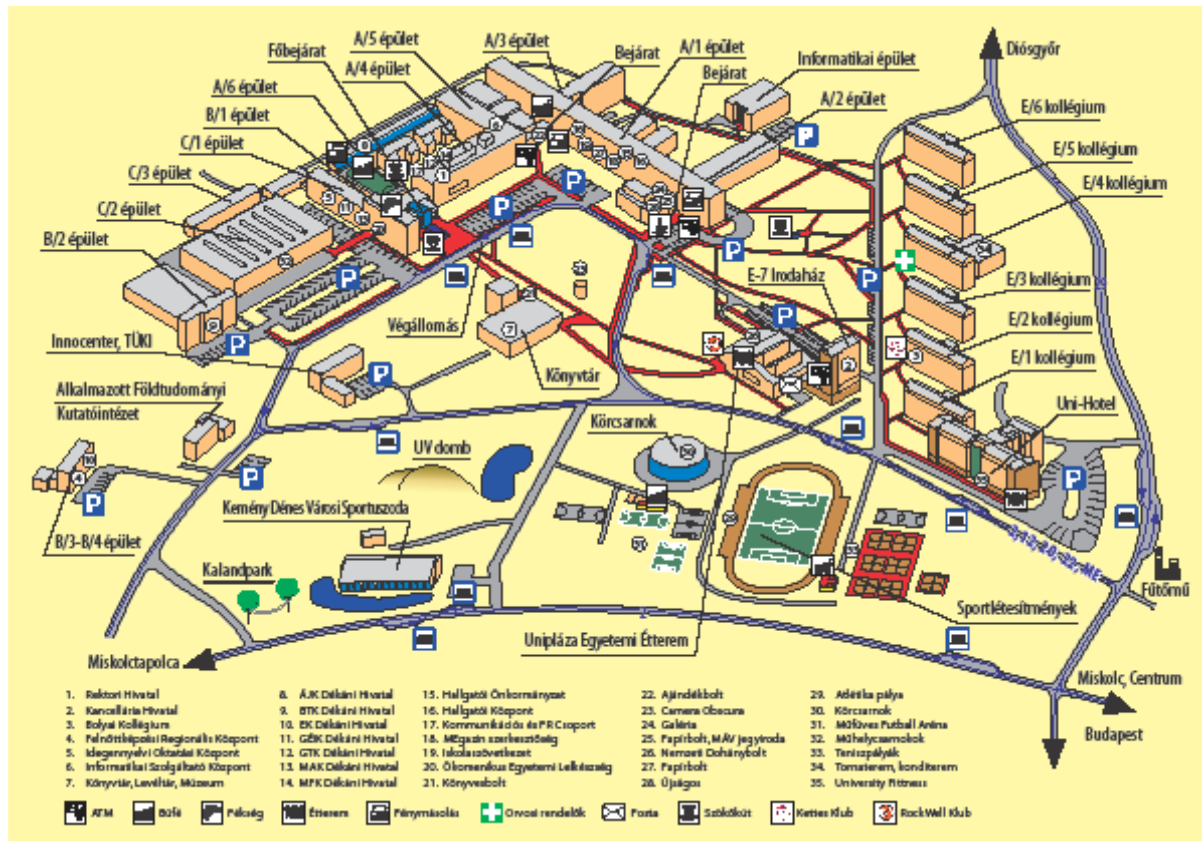 A/5 épület
A/3 épület
A/1 épület
Diósgyőr
Főbejárat
A/4 épület
Bejárat
Bejárat
Informatikai épület
A/6 épület
A/2 épület
E/6 kollégium
B/1 épület
C/1 épület
E/5 kollégium
C/3 épület
E/4 kollégium
C/2 épület
B/2 épület
E-7 Irodaház
E/3 kollégium
Végállomás
E/2 kollégium
Innocenter, TÜKI
E/1 kollégium
Könyvtár
Alkalmazott Földtudományi
Kutatóintézet
Uni-Hotel
Körcsarnok
UV domb
Kemény Dénes Városi Sportuszoda
B/3-B/4 épület
Kalandpark
Fűtőmű
Sportlétesítmények
Unipláza Egyetemi Étterem
Miskolctapolca
Miskolc, Centrum
Budapest
1. Rektori Hivatal
2. Kancellária Hivatal
3. Bolyai Kollégium
4. Felnőttképzési Regionális Központ
5. Idegennyelvi Oktatási Központ
6. Informatikai Szolgáltató Központ
7. Könyvtár, Levéltár, Múzeum
8. ÁJK Dékáni Hivatal
9. BTK Dékáni Hivatal
10. EK Dékáni Hivatal
11. GÉIK Dékáni Hivatal
12. GTK Dékáni Hivatal
13. MAK Dékáni Hivatal
14. MFK Dékáni Hivatal
15. Hallgatói Önkormányzat
16. Hallgatói Központ
17. Kommunikációs és PR Csoport
18. MEgazin szerkesztőség
19. Iskolaszövetkezet
20. Ökomenikus Egyetemi Lelkészség
21. Könyvesbolt
22. Ajándékbolt
23. Camera Obscura
24. Galéria
25. Papírbolt, MÁV jegyiroda
26. Nemzeti Dohánybolt
27. Papírbolt
28. Újságos
29. Atlétika pálya
30. Körcsarnok
31. Műfüves Futball Aréna
32. Műhelycsarnokok
33. Teniszpályák
34. Tornaterem, konditerem
35. University Fitness
ATM
Büfé
Pékség
Étterem
Fénymásolás
Orvosi rendelők
Posta
Szökőkút
Kettes Klub
RockWell Klub